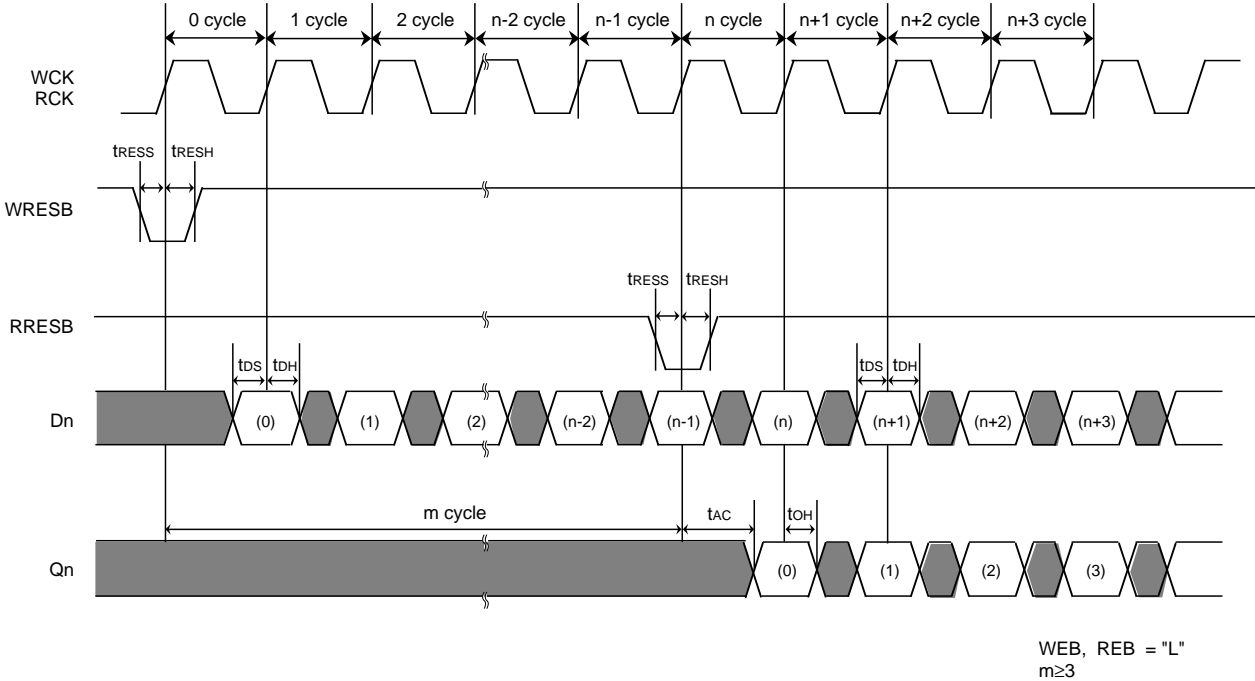 0 cycle 1 cycle 2 cycle n-2 cycle n-1 cycle n cycle n+1 cycle n+2 cycle n+3 cycle
WCK
RCK
tRESS tRESH
WRESB
tRESS tRESH
RRESB
tDS tDH tDS tDH
Dn (0) (1) (2) (n-2) (n-1) (n) (n+1) (n+2) (n+3)
m cycle tAC tOH
Qn (0) (1) (2) (3)
WEB, REB = "L"
m≥3